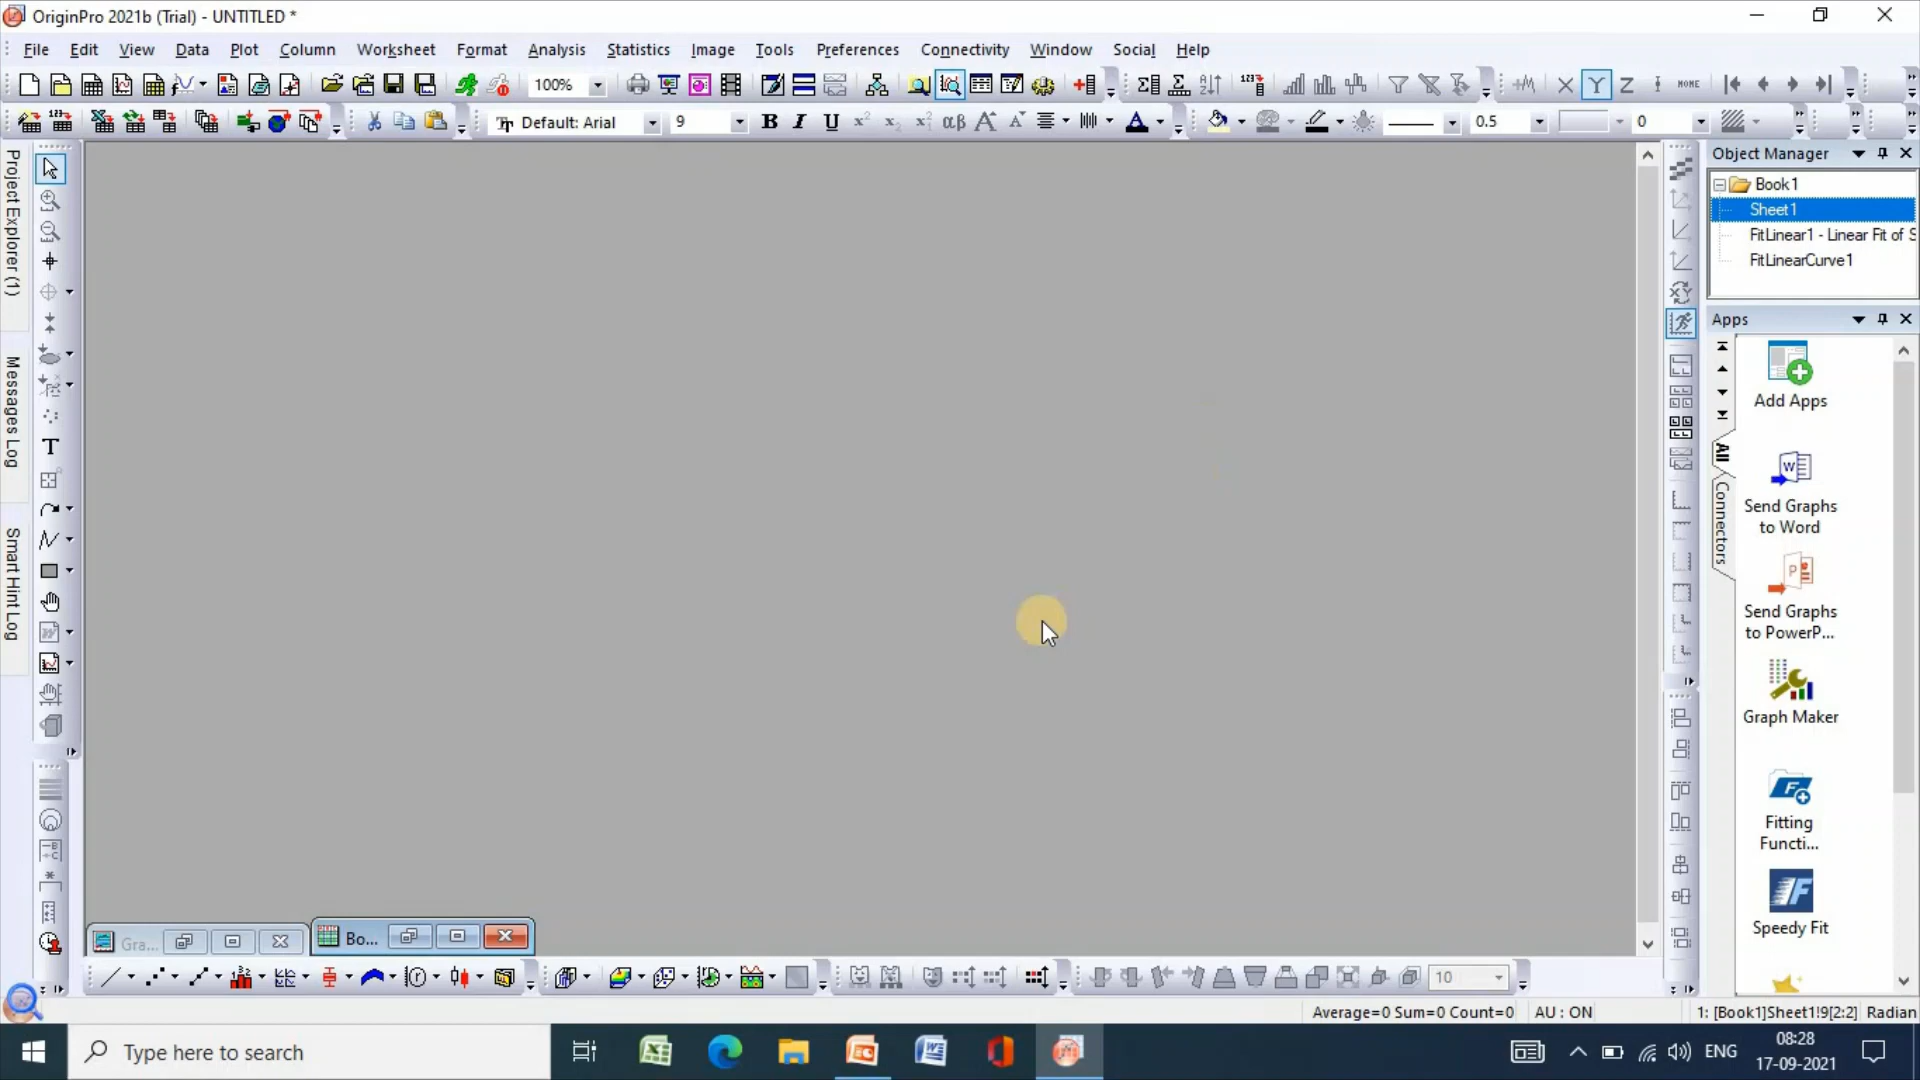 OriginPro 2021b (Trial) - UNTITLED *
File Edit View Data Plot Column Worksheet Format Analysis Statistics Image Tools Preferences Connectivity Window Social Help
100%
X Y Z HOME
Default: Arial 9 B I U αβ A A A 0.5 0
Project Explorer (1)
Messages Log
Smart Hint Log
T
Object Manager
Book1
Sheet1
FitLinear1 - Linear Fit of S
FitLinearCurve1
Apps
All
Connectors
Add Apps
Send Graphs
to Word
Send Graphs
to PowerP...
Graph Maker
Fitting
Functi...
Speedy Fit
Gra... Bo...
10
Average=0 Sum=0 Count=0 AU : ON 1: [Book1]Sheet1!9[2:2] Radian
Type here to search
ENG
08:28
17-09-2021